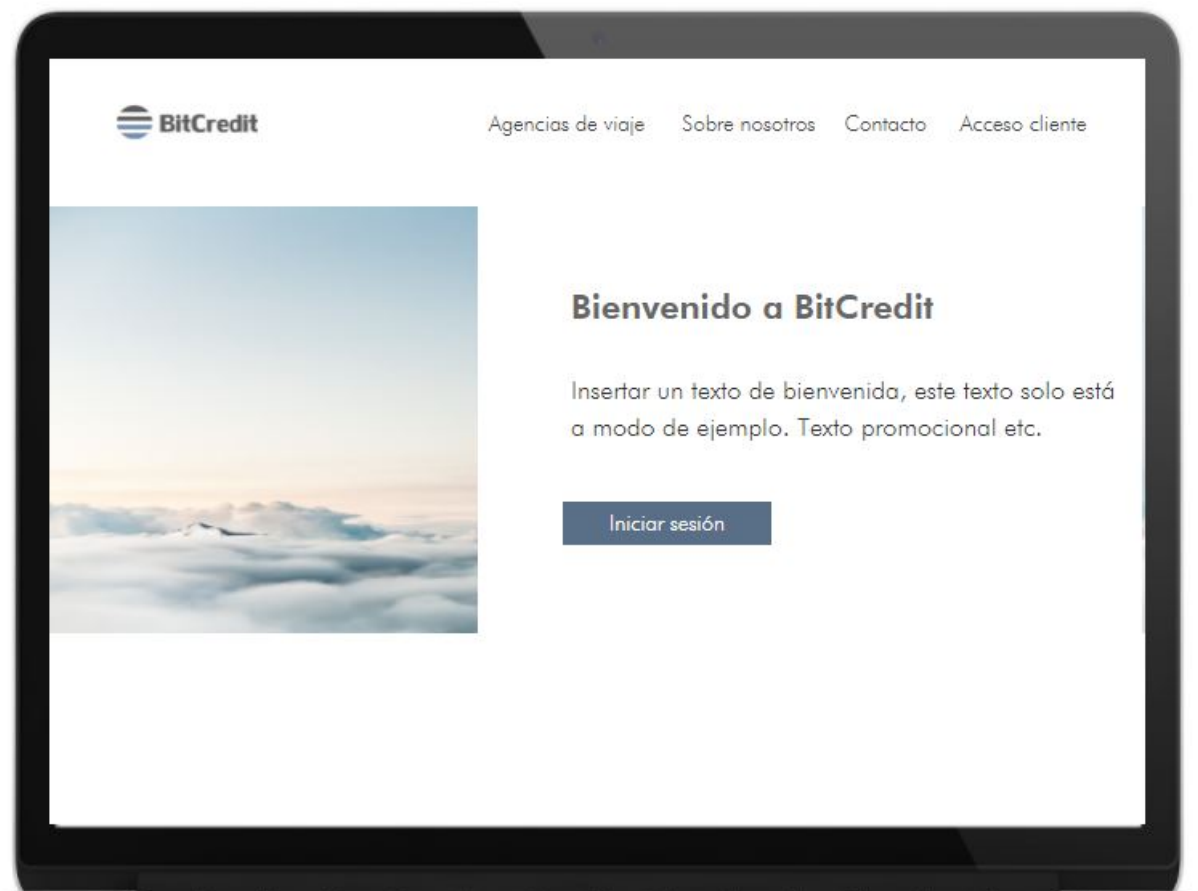 BitCredit
Agencias de viaje
Sobre nosotros
Contacto
Acceso cliente
Bienvenido a BitCredit
Insertar un texto de bienvenida, este texto solo está
a modo de ejemplo. Texto promocional etc.
Iniciar sesión